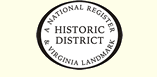 A NATIONAL REGISTER
HISTORIC
DISTRICT
& VIRGINIA LANDMARK